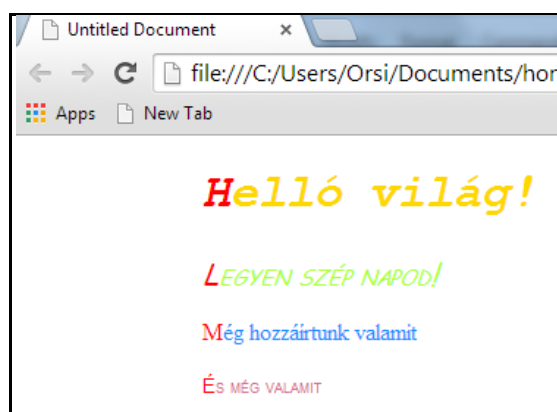 Untitled Document
file:///C:/Users/Orsi/Documents/hor
Apps New Tab
Helló világ!
Legyen szép napod!
Még hozzáírtunk valamit
És még valamit